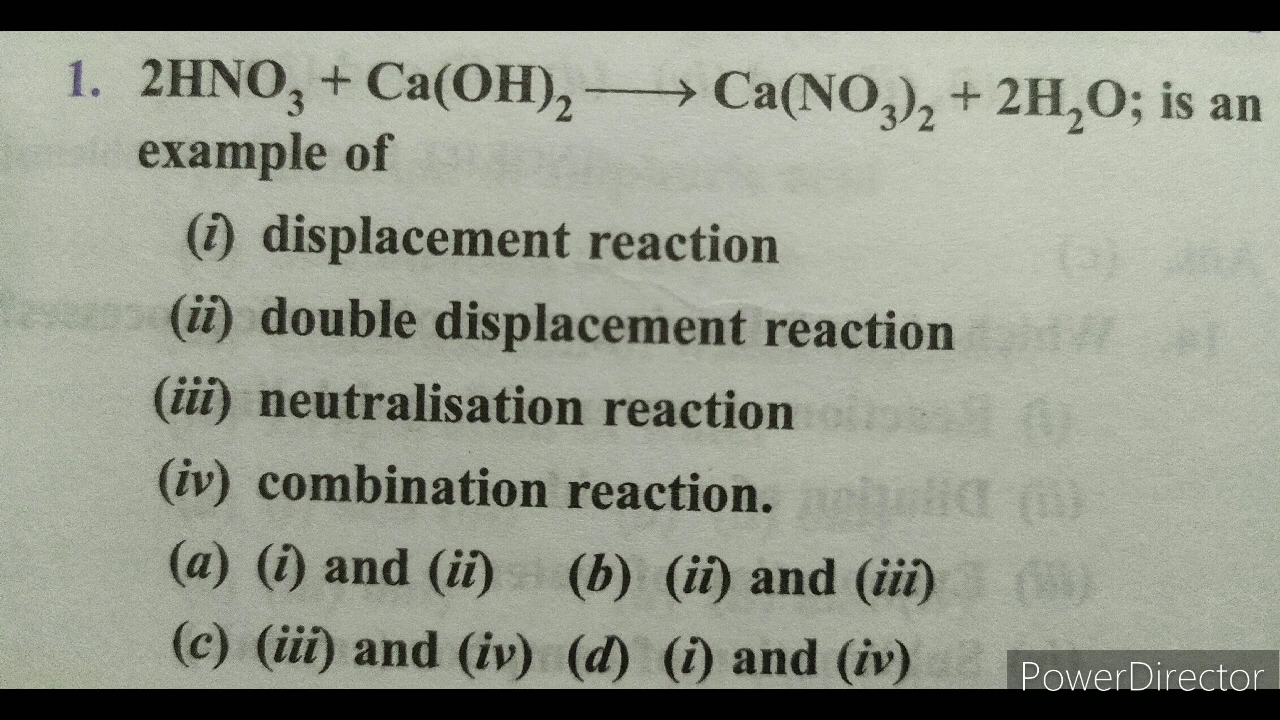 1. 2HNO₃ + Ca(OH)₂ ⟶ Ca(NO₃)₂ + 2H₂O; is an
example of
(i) displacement reaction
(ii) double displacement reaction
(iii) neutralisation reaction
(iv) combination reaction.
(a) (i) and (ii) (b) (ii) and (iii)
(c) (iii) and (iv) (d) (i) and (iv)
PowerDirector